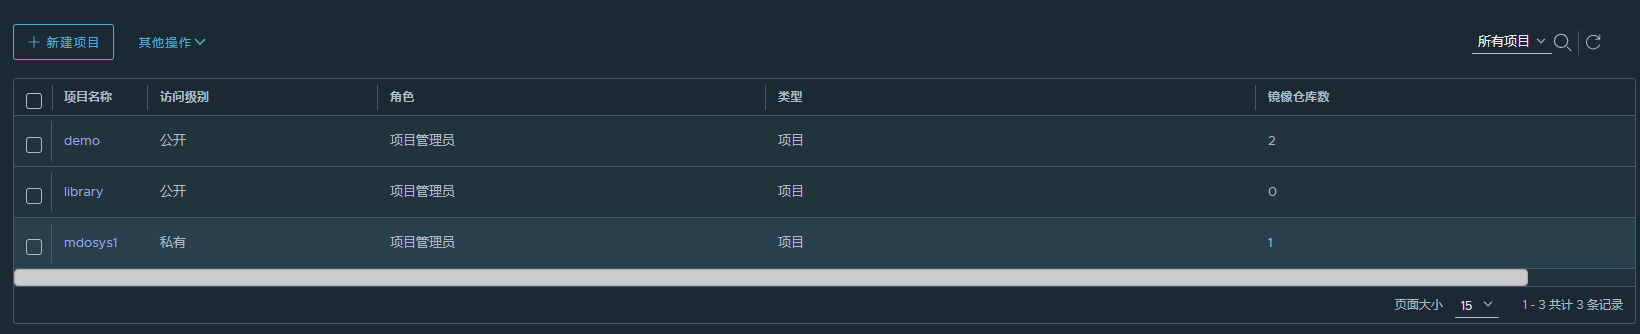 新建项目 其他操作 所有项目
项目名称 访问级别 角色 类型 镜像仓库数
demo 公开 项目管理员 项目 2
library 公开 项目管理员 项目 0
mdosys1 私有 项目管理员 项目 1
页面大小 15 1 - 3 共计 3 条记录